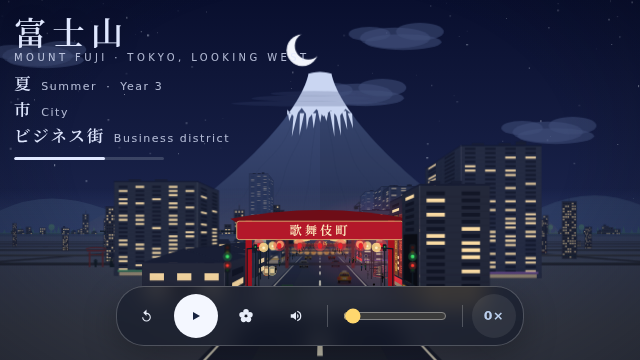 富士山
MOUNT FUJI · TOKYO, LOOKING WEST
夏 Summer · Year 3
市 City
ビジネス街 Business district
歌舞伎町
0×